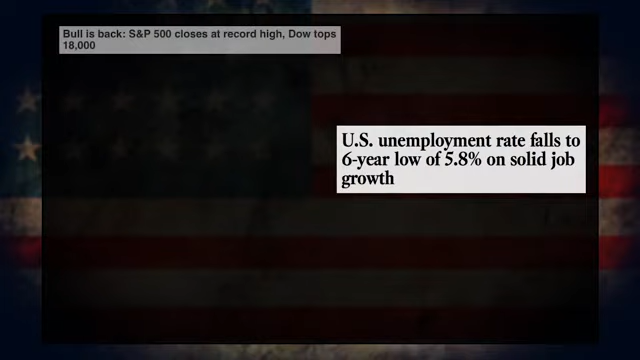 Bull is back: S&P 500 closes at record high, Dow tops
18,000
U.S. unemployment rate falls to
6-year low of 5.8% on solid job
growth